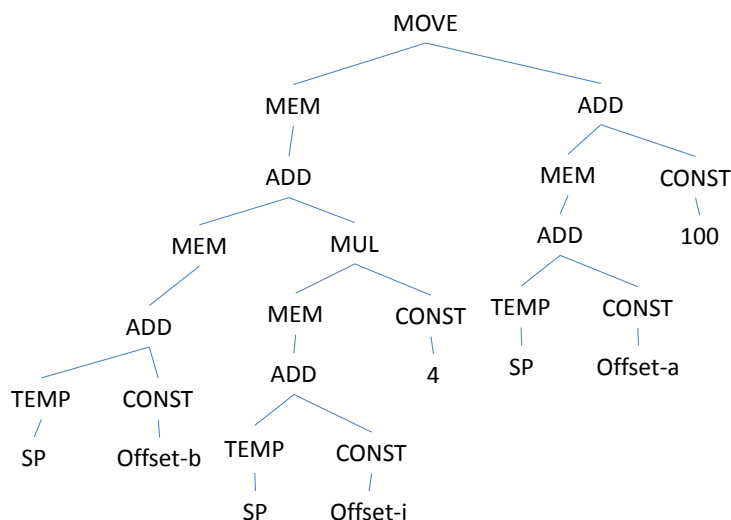 MOVE
MEM ADD
ADD MEM CONST
MEM MUL ADD 100
ADD MEM CONST TEMP CONST
TEMP CONST ADD 4 SP Offset-a
SP Offset-b TEMP CONST
SP Offset-i